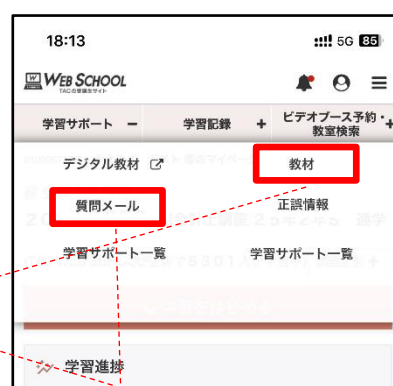 18:13 5G 85
WEB SCHOOL
TACの受講生サイト
学習サポート − 学習記録 + ビデオブース予約・教室検索 +
デジタル教材 教材
質問メール 正誤情報
学習サポート一覧 学習サポート一覧
学習進捗